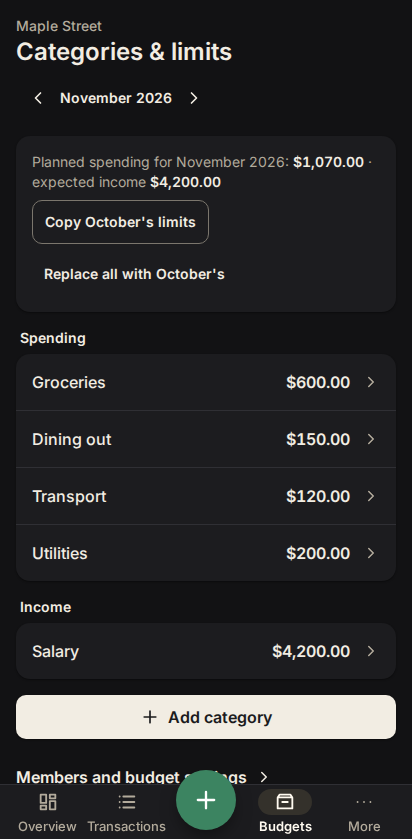 Maple Street
Categories & limits
November 2026
Planned spending for November 2026: $1,070.00 ·
expected income $4,200.00
Copy October's limits
Replace all with October's
Spending
Groceries $600.00
Dining out $150.00
Transport $120.00
Utilities $200.00
Income
Salary $4,200.00
+ Add category
Members and budget
Overview Transactions Budgets More